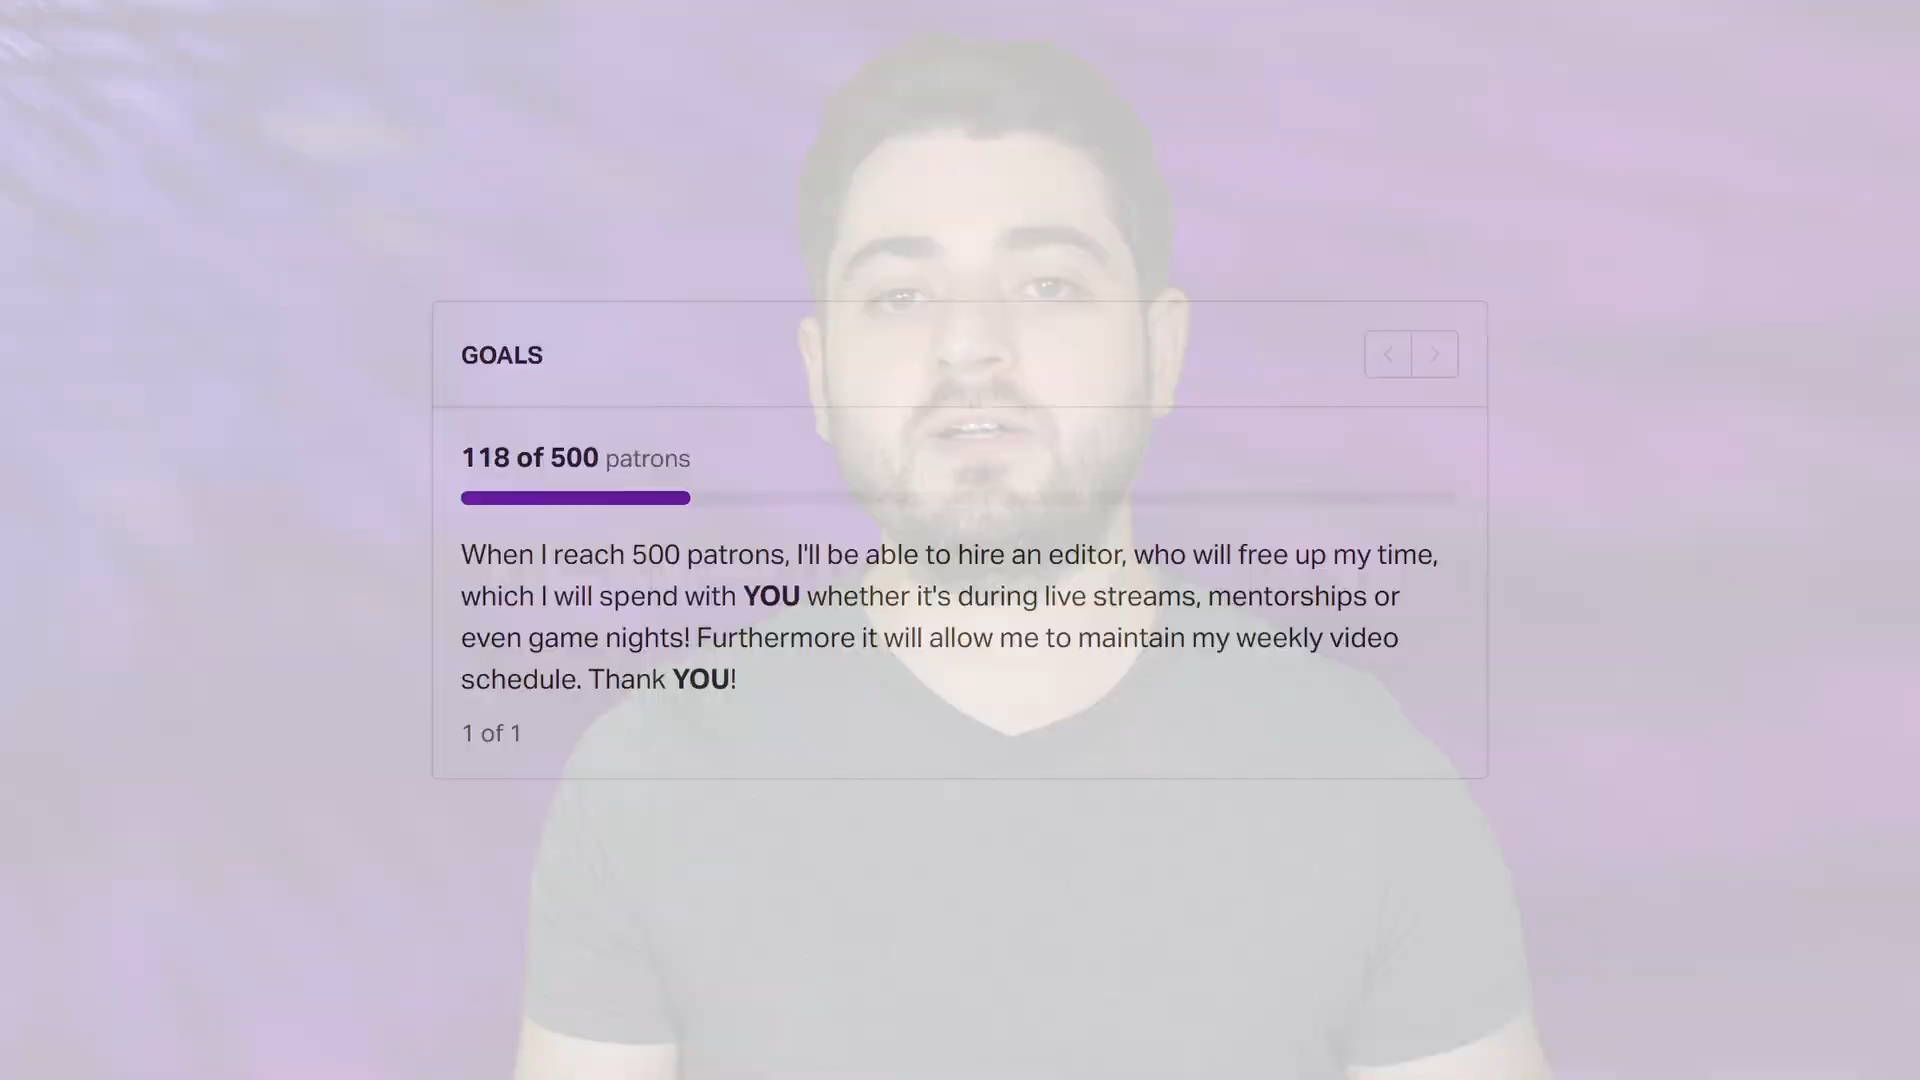 GOALS
118 of 500 patrons
When I reach 500 patrons, I'll be able to hire an editor, who will free up my time,
which I will spend with YOU whether it's during live streams, mentorships or
even game nights! Furthermore it will allow me to maintain my weekly video
schedule. Thank YOU!
1 of 1